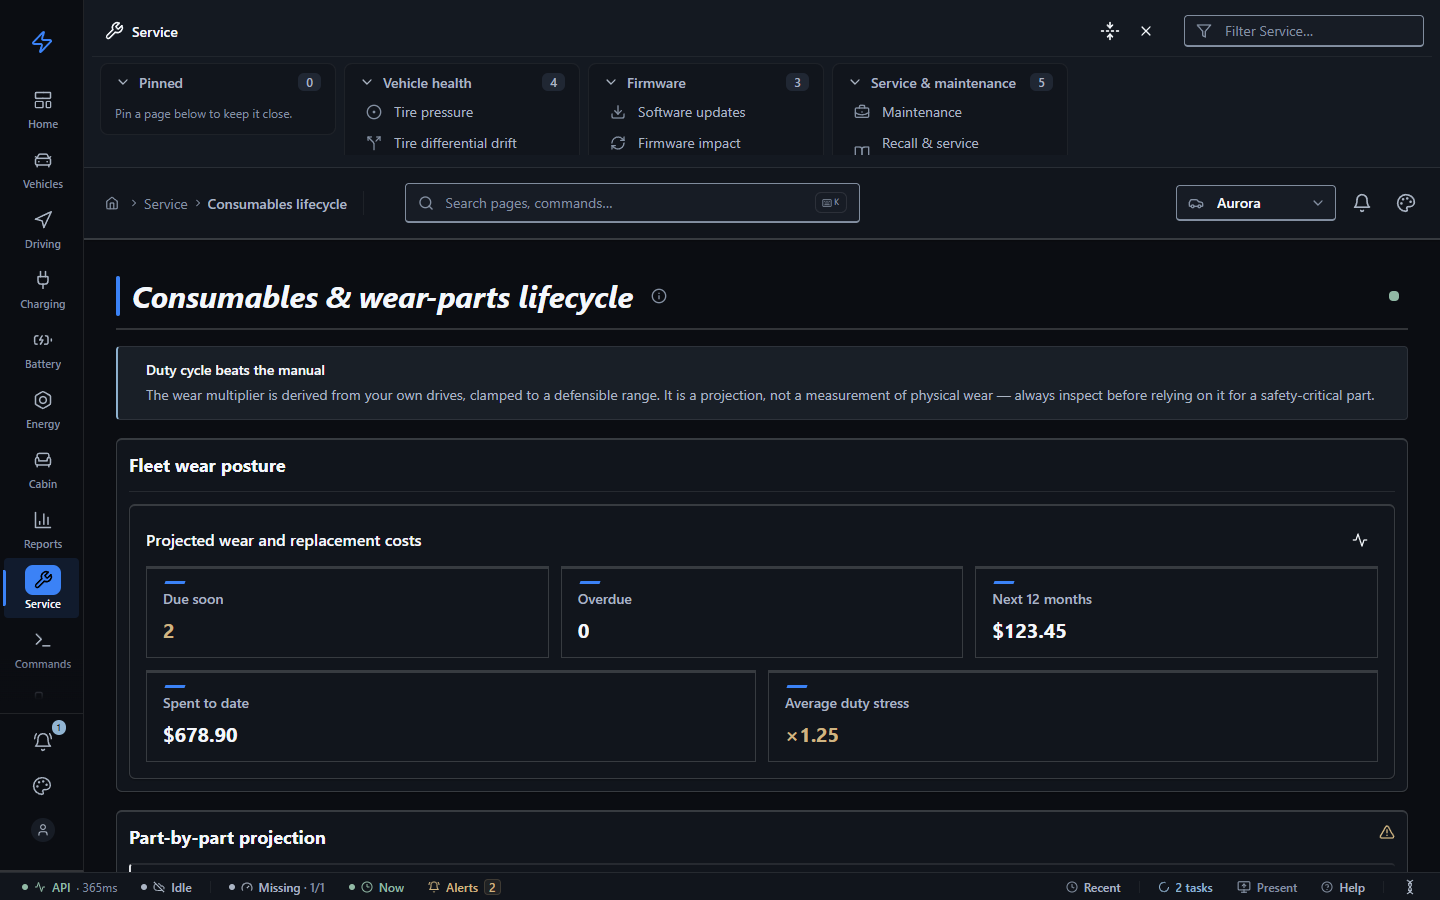 Service
Filter Service...
Pinned 0
Pin a page below to keep it close.
Vehicle health 4
Tire pressure
Tire differential drift
Firmware 3
Software updates
Firmware impact
Service & maintenance 5
Maintenance
Recall & service
Home
Vehicles
Driving
Charging
Battery
Energy
Cabin
Reports
Service
Commands
1
Service
Consumables lifecycle
Search pages, commands...
K
Aurora
Consumables & wear-parts lifecycle
Duty cycle beats the manual
The wear multiplier is derived from your own drives, clamped to a defensible range. It is a projection, not a measurement of physical wear — always inspect before relying on it for a safety-critical part.
Fleet wear posture
Projected wear and replacement costs
Due soon
2
Overdue
0
Next 12 months
$123.45
Spent to date
$678.90
Average duty stress
×1.25
Part-by-part projection
API · 365ms
Idle
Missing · 1/1
Now
Alerts 2
Recent
2 tasks
Present
Help